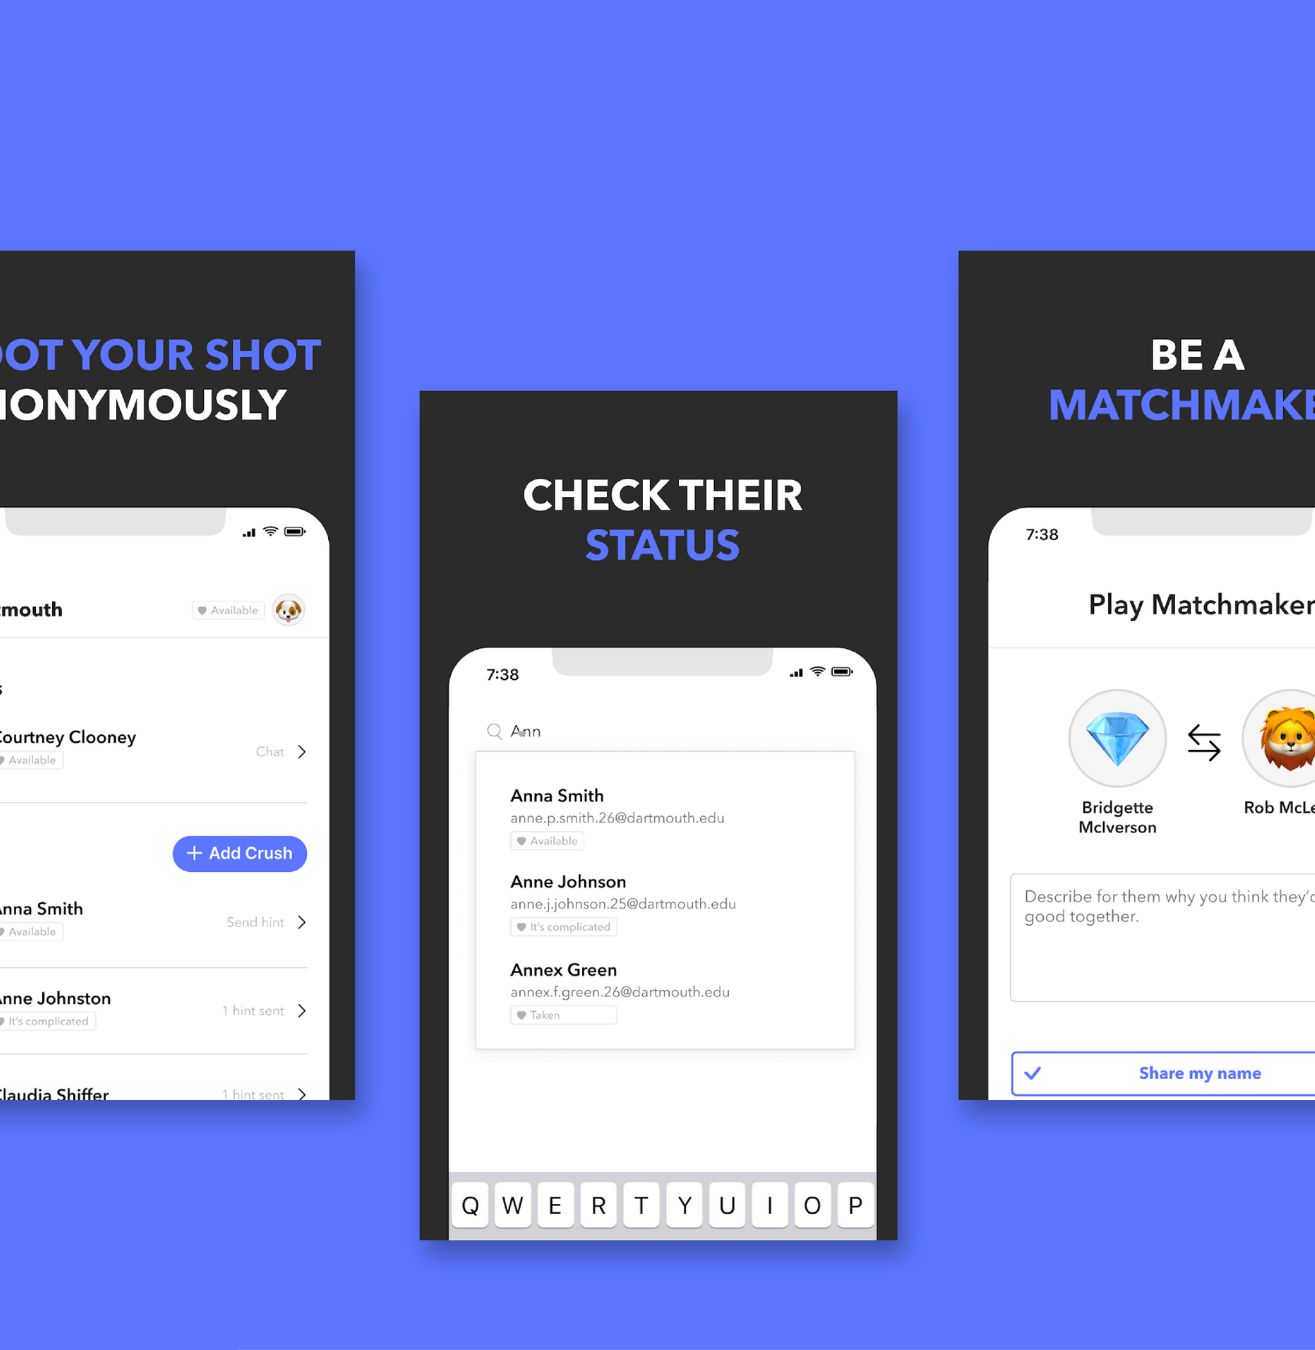 OOT YOUR SHOT
NONYMOUSLY
tmouth
Available
s
Courtney Clooney
Available
Chat
+ Add Crush
Anna Smith
Available
Send hint
Anne Johnston
It's complicated
1 hint sent
Claudia Shiffer
1 hint sent
CHECK THEIR
STATUS
7:38
Ann
Anna Smith
anne.p.smith.26@dartmouth.edu
Available
Anne Johnson
anne.j.johnson.25@dartmouth.edu
It's complicated
Annex Green
annex.f.green.26@dartmouth.edu
Taken
Q W E R T Y U I O P
BE A
MATCHMAKE
7:38
Play Matchmaker
Bridgette
McIverson
Rob McLe
Describe for them why you think they'd
good together.
Share my name